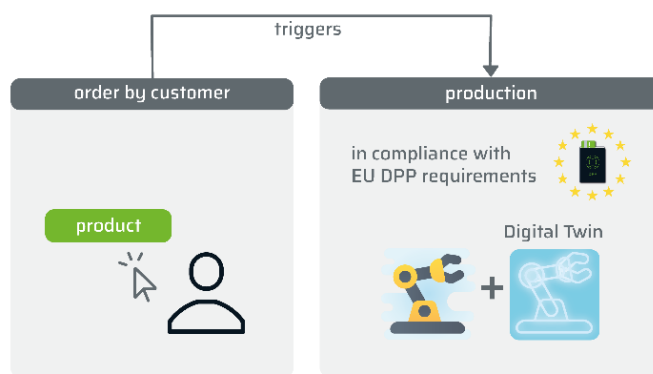 triggers
order by customer
production
in compliance with
EU DPP requirements
product
Digital Twin